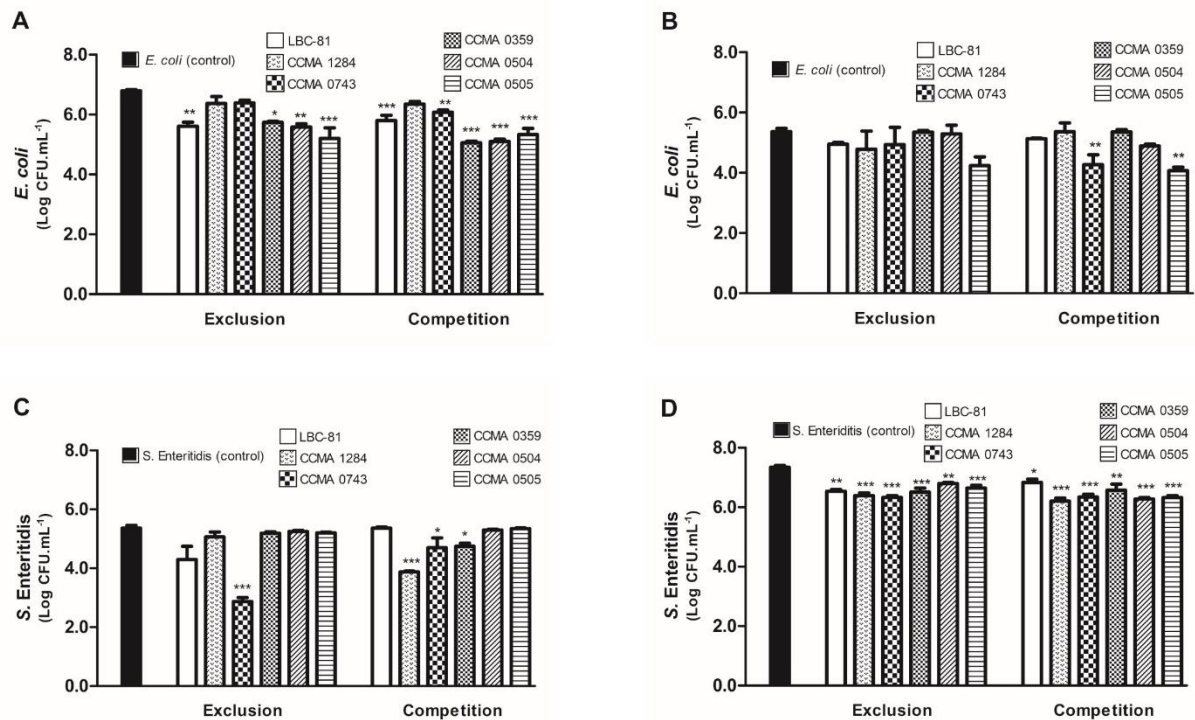 A
E. coli (control)
LBC-81
CCMA 1284
CCMA 0743
CCMA 0359
CCMA 0504
CCMA 0505
E. coli
(Log CFU.mL-1)
8.0
6.0
4.0
2.0
0.0
** * ** ***
*** ** *** *** ***
Exclusion
Competition
B
E. coli (control)
LBC-81
CCMA 1284
CCMA 0743
CCMA 0359
CCMA 0504
CCMA 0505
E. coli
(Log CFU.mL-1)
8.0
6.0
4.0
2.0
0.0
** **
Exclusion
Competition
C
S. Enteritidis (control)
LBC-81
CCMA 1284
CCMA 0743
CCMA 0359
CCMA 0504
CCMA 0505
S. Enteritidis
(Log CFU.mL-1)
8.0
6.0
4.0
2.0
0.0
***
*** * *
Exclusion
Competition
D
S. Enteriditis (control)
LBC-81
CCMA 1284
CCMA 0743
CCMA 0359
CCMA 0504
CCMA 0505
S. Enteritidis
(Log CFU.mL-1)
8.0
6.0
4.0
2.0
0.0
** *** *** *** ** ***
* *** *** ** *** ***
Exclusion
Competition